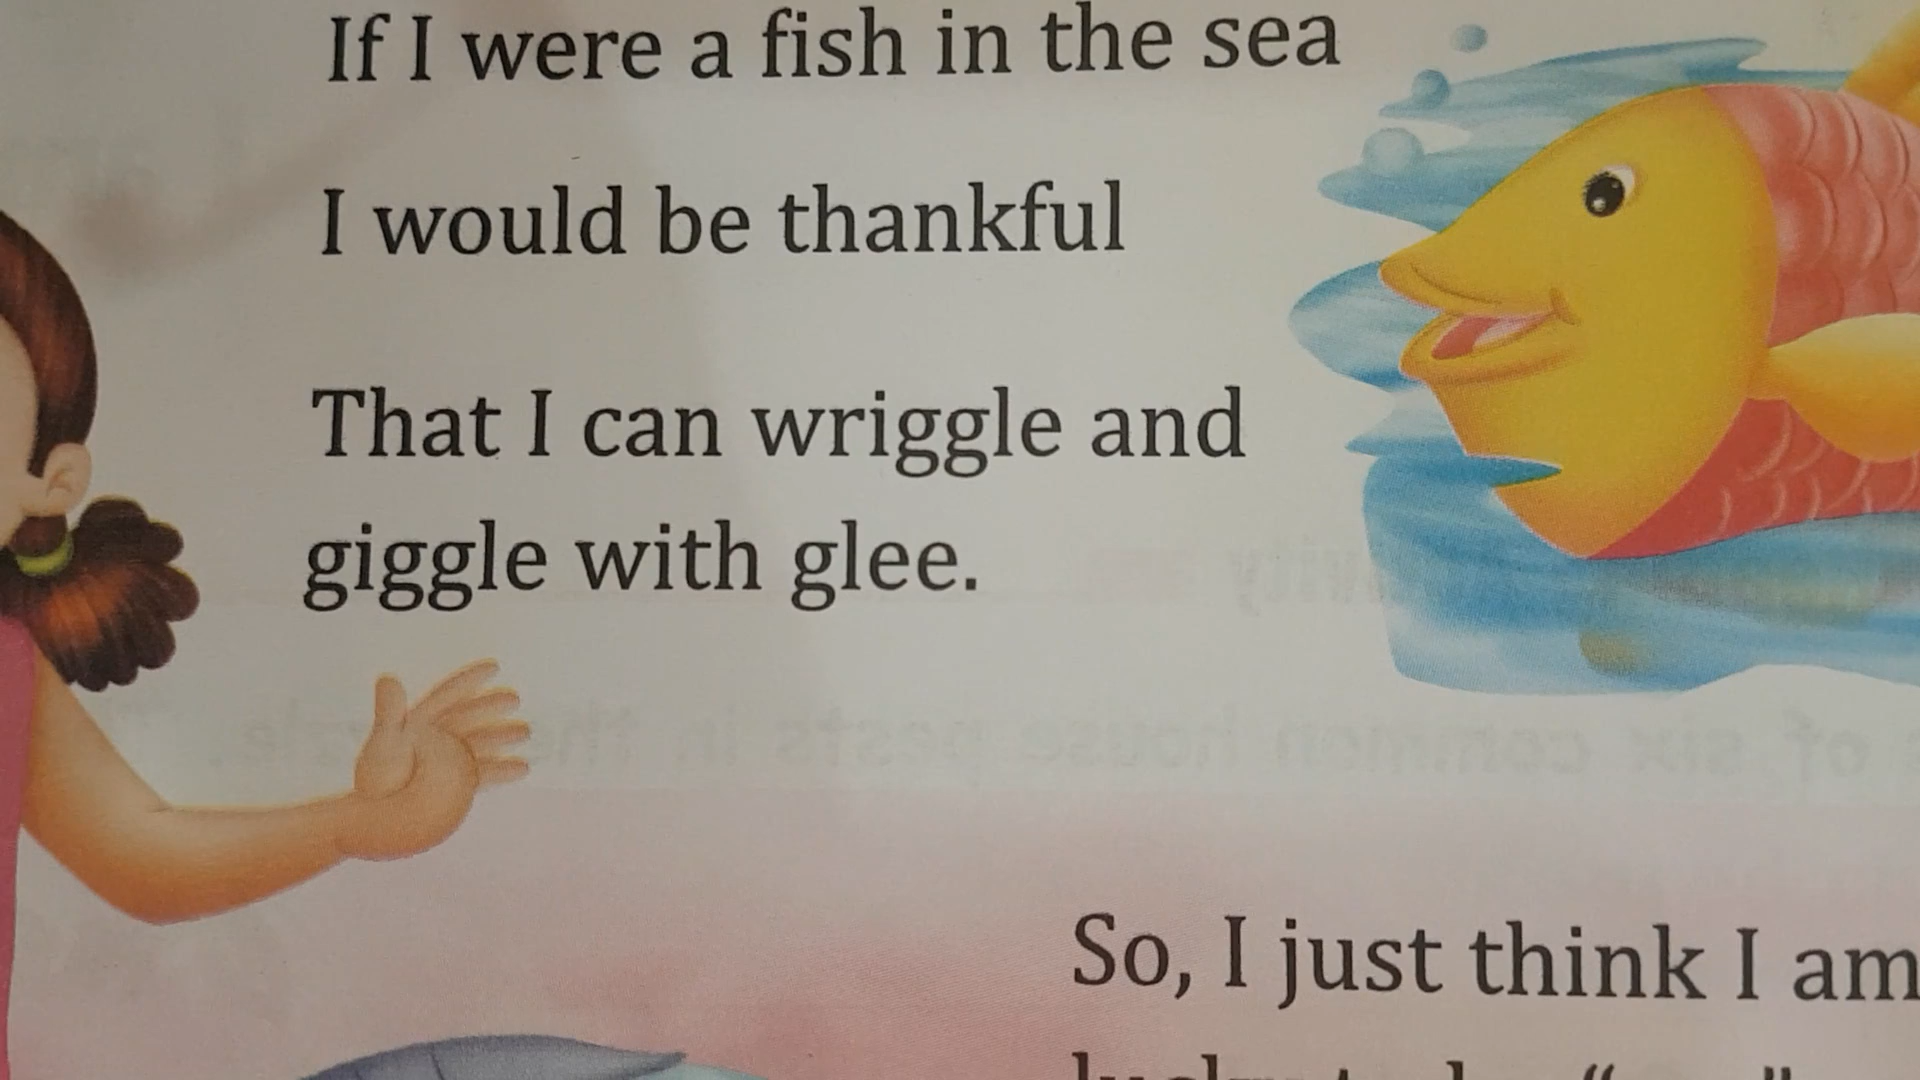 If I were a fish in the sea
I would be thankful
That I can wriggle and
giggle with glee.
So, I just think I am